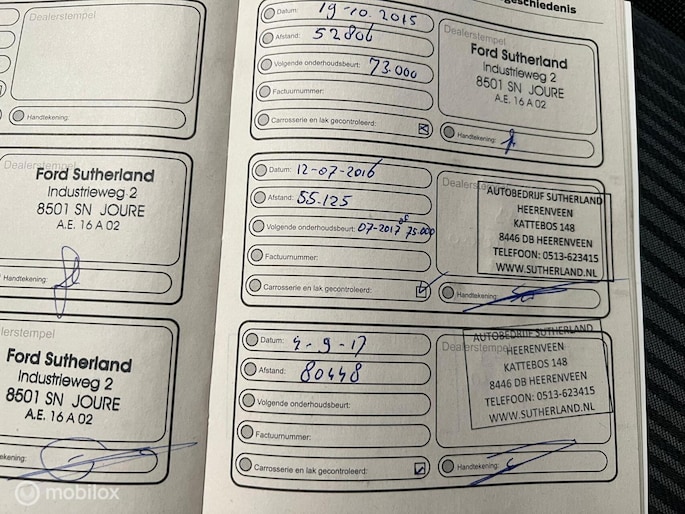 Dealerstempel
Handtekening:
Dealerstempel
Ford Sutherland
Industrieweg 2
8501 SN JOURE
A.E. 16 A 02
Handtekening:
alerstempel
Ford Sutherland
Industrieweg 2
8501 SN JOURE
A.E. 16 A 02
ekening:
geschiedenis
Datum: 19-10.2015
Afstand: 52806
Volgende onderhoudsbeurt: 73.000
Factuurnummer:
Carrosserie en lak gecontroleerd:
Dealerstempel
Ford Sutherland
Industrieweg 2
8501 SN JOURE
A.E. 16 A 02
Handtekening:
Datum: 12-07-2016
Afstand: 55.125
Volgende onderhoudsbeurt: 07-2017 of 75.000
Factuurnummer:
Carrosserie en lak gecontroleerd:
AUTOBEDRIJF SUTHERLAND
HEERENVEEN
KATTEBOS 148
8446 DB HEERENVEEN
TELEFOON: 0513-623415
WWW.SUTHERLAND.NL
Handtekening:
Datum: 4-9-17
Afstand: 80448
Volgende onderhoudsbeurt:
Factuurnummer:
Carrosserie en lak gecontroleerd:
Dealerstempel
AUTOBEDRIJF SUTHERLAND
HEERENVEEN
KATTEBOS 148
8446 DB HEERENVEEN
TELEFOON: 0513-623415
WWW.SUTHERLAND.NL
Handtekening:
mobilox